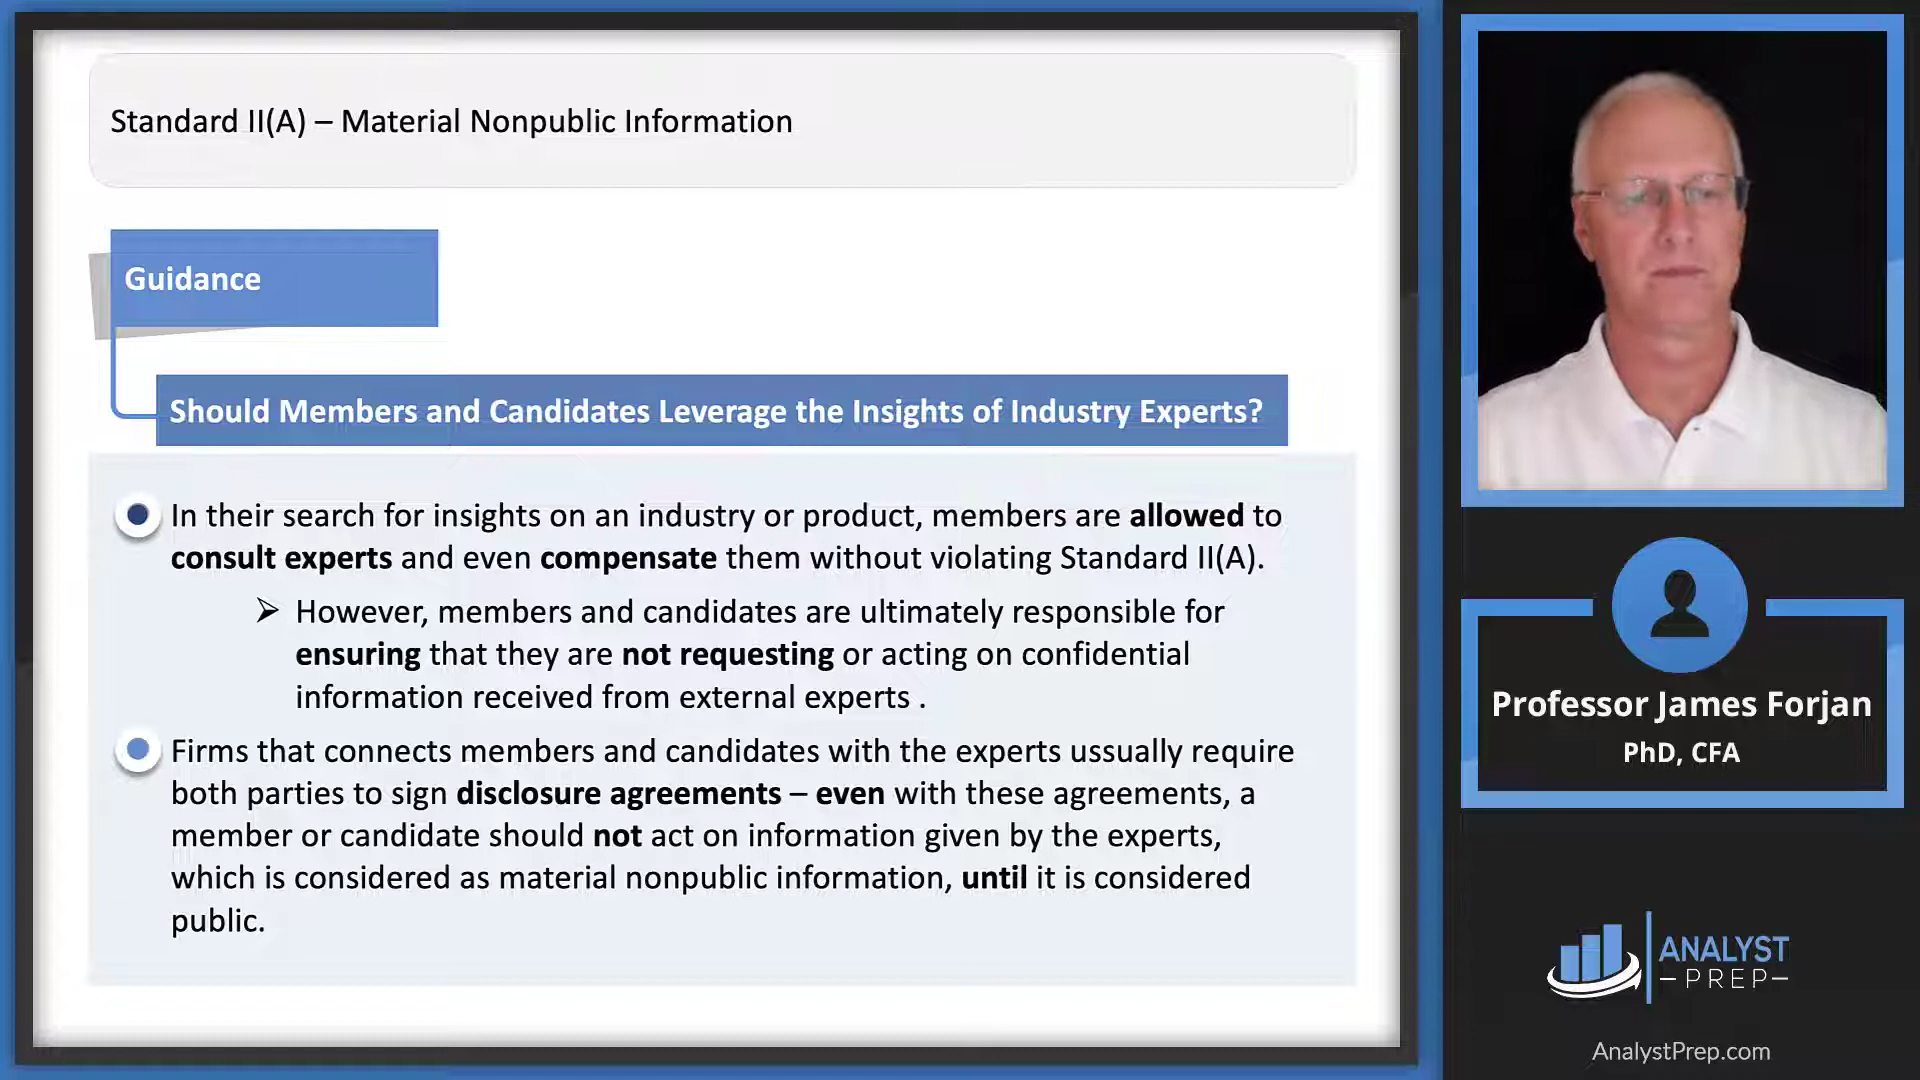 Standard II(A) – Material Nonpublic Information
Guidance
Should Members and Candidates Leverage the Insights of Industry Experts?
In their search for insights on an industry or product, members are allowed to
consult experts and even compensate them without violating Standard II(A).
However, members and candidates are ultimately responsible for
ensuring that they are not requesting or acting on confidential
information received from external experts .
Firms that connects members and candidates with the experts ussually require
both parties to sign disclosure agreements – even with these agreements, a
member or candidate should not act on information given by the experts,
which is considered as material nonpublic information, until it is considered
public.
Professor James Forjan
PhD, CFA
ANALYST
PREP
AnalystPrep.com